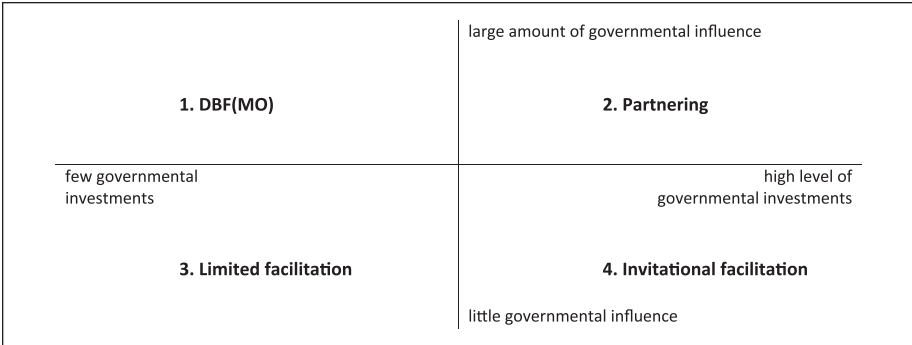 large amount of governmental influence
1. DBF(MO)
2. Partnering
few governmental
investments
high level of
governmental investments
3. Limited facilitation
4. Invitational facilitation
little governmental influence